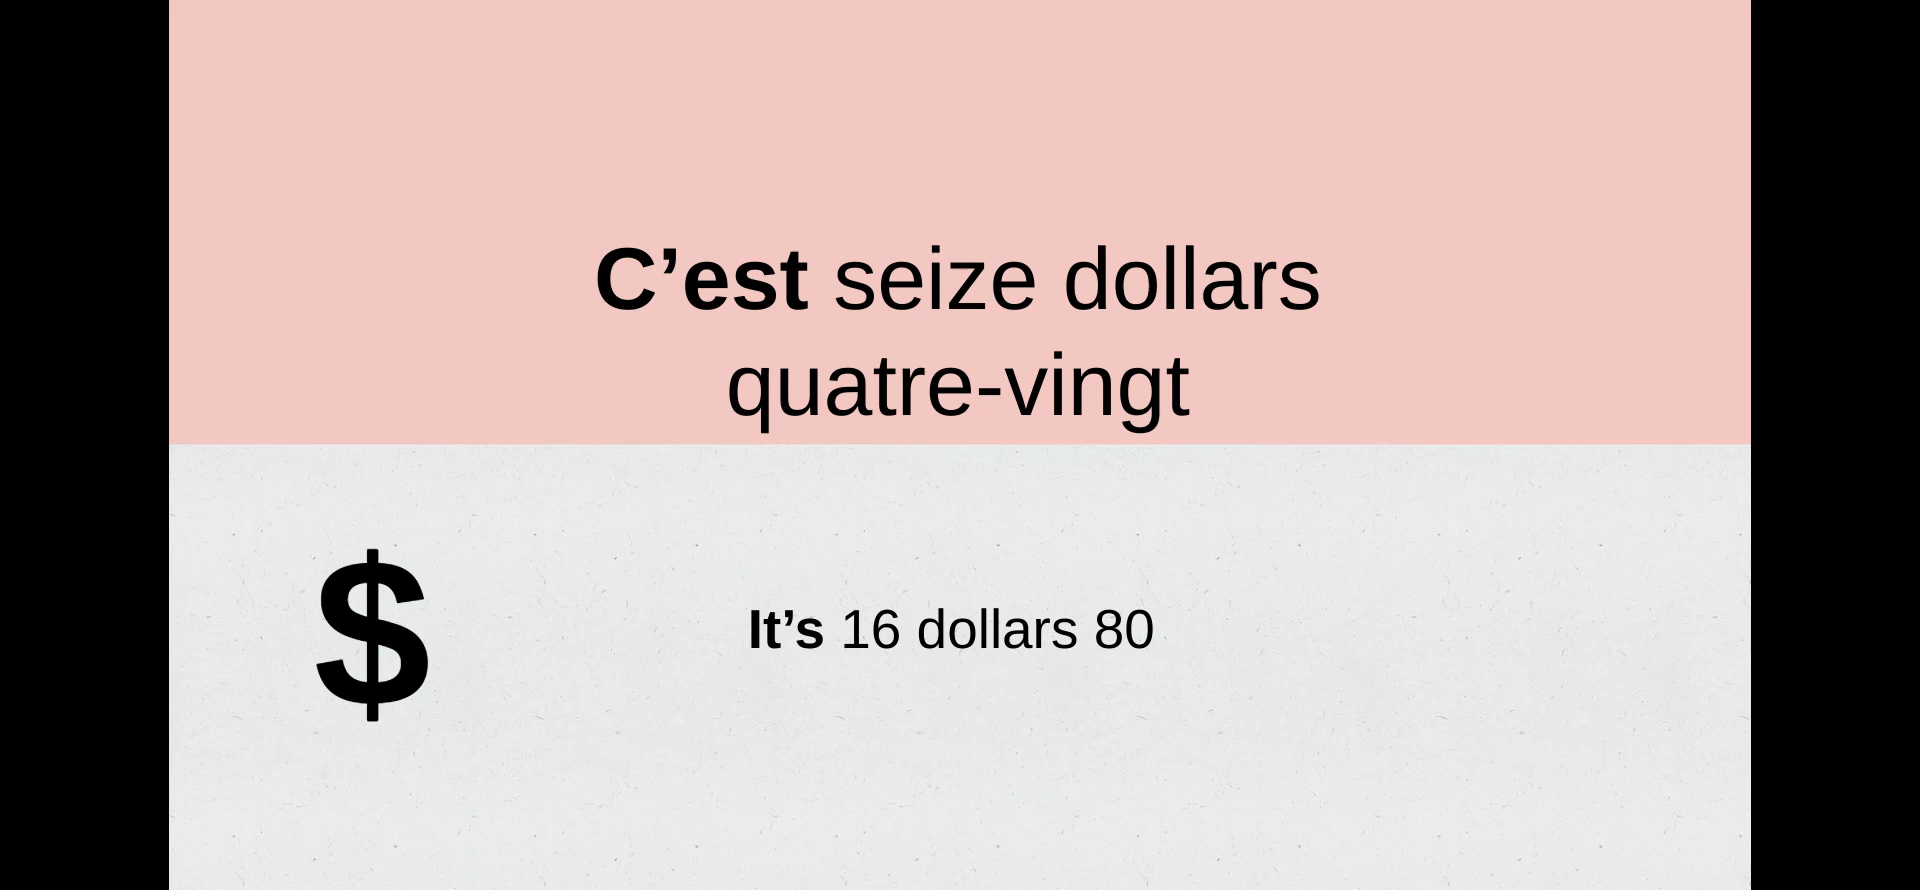 C’est seize dollars
quatre-vingt
$
It’s 16 dollars 80